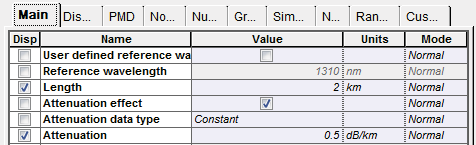 Main Dis... PMD No... Nu... Gr... Sim... N... Ran... Cus...
Disp Name Value Units Mode
User defined reference wa Normal
Reference wavelength 1310 nm Normal
Length 2 km Normal
Attenuation effect Normal
Attenuation data type Constant Normal
Attenuation 0.5 dB/km Normal